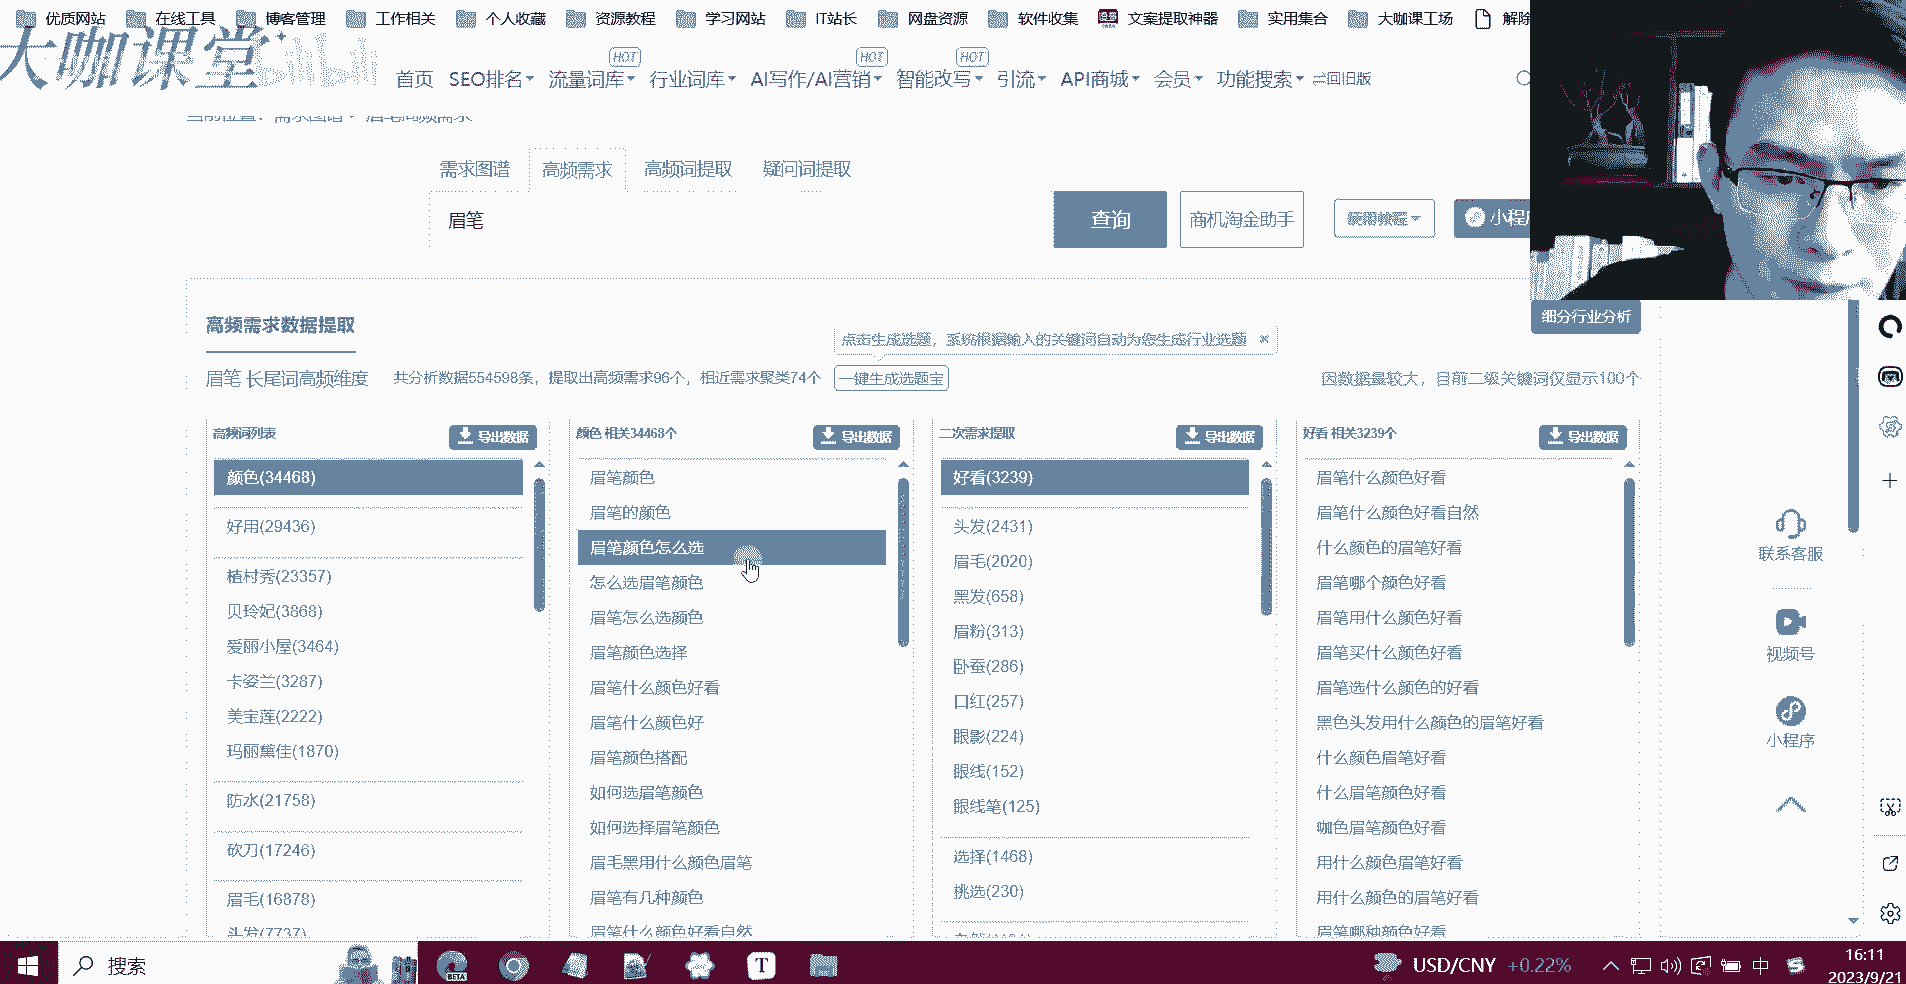 优质网站 在线工具 博客管理 工作相关 个人收藏 资源教程 学习网站 IT站长 网盘资源 软件收集 文案提取神器 实用集合 大咖课工场 解除
大咖课堂 bilibili
HOT HOT HOT
首页 SEO排名 流量词库 行业词库 AI写作/AI营销 智能改写 引流 API商城 会员 功能搜索 回旧版
当前位置: 需求图谱 > 眉笔高频需求
需求图谱 高频需求 高频词提取 疑问词提取
眉笔 查询 商机淘金助手 使用教程 小程
细分行业分析
高频需求数据提取
点击生成选题，系统根据输入的关键词自动为您生成行业选题 ×
眉笔 长尾词高频维度 共分析数据554598条，提取出高频需求96个，相近需求聚类74个 一键生成选题宝 因数据量较大，目前二级关键词仅显示100个
高频词列表 导出数据
颜色(34468)
好用(29436)
植村秀(23357)
贝玲妃(3868)
爱丽小屋(3464)
卡姿兰(3287)
美宝莲(2222)
玛丽黛佳(1870)
防水(21758)
砍刀(17246)
眉毛(16878)
头发(7737)
颜色 相关34468个 导出数据
眉笔颜色
眉笔的颜色
眉笔颜色怎么选
怎么选眉笔颜色
眉笔怎么选颜色
眉笔颜色选择
眉笔什么颜色好看
眉笔什么颜色好
眉笔颜色搭配
如何选眉笔颜色
如何选择眉笔颜色
眉毛黑用什么颜色眉笔
眉笔有几种颜色
眉笔什么颜色好看自然
二次需求提取 导出数据
好看(3239)
头发(2431)
眉毛(2020)
黑发(658)
眉粉(313)
卧蚕(286)
口红(257)
眼影(224)
眼线(152)
眼线笔(125)
选择(1468)
挑选(230)
好看 相关3239个 导出数据
眉笔什么颜色好看
眉笔什么颜色好看自然
什么颜色的眉笔好看
眉笔哪个颜色好看
眉笔用什么颜色好看
眉笔买什么颜色好看
眉笔选什么颜色的好看
黑色头发用什么颜色的眉笔好看
什么颜色眉笔好看
什么眉笔颜色好看
咖色眉笔颜色好看
用什么颜色眉笔好看
用什么颜色的眉笔好看
眉笔哪种颜色好看
联系客服
视频号
小程序
搜索 BETA T USD/CNY +0.22% 中 16:11
2023/9/21